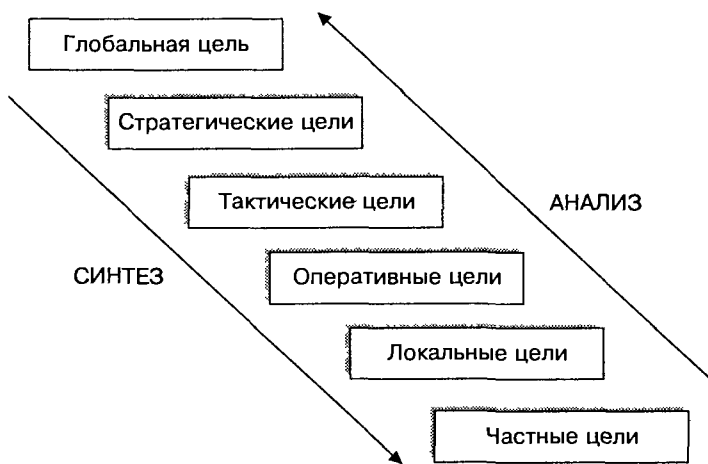 Глобальная цель
Стратегические цели
Тактические цели
АНАЛИЗ
СИНТЕЗ
Оперативные цели
Локальные цели
Частные цели